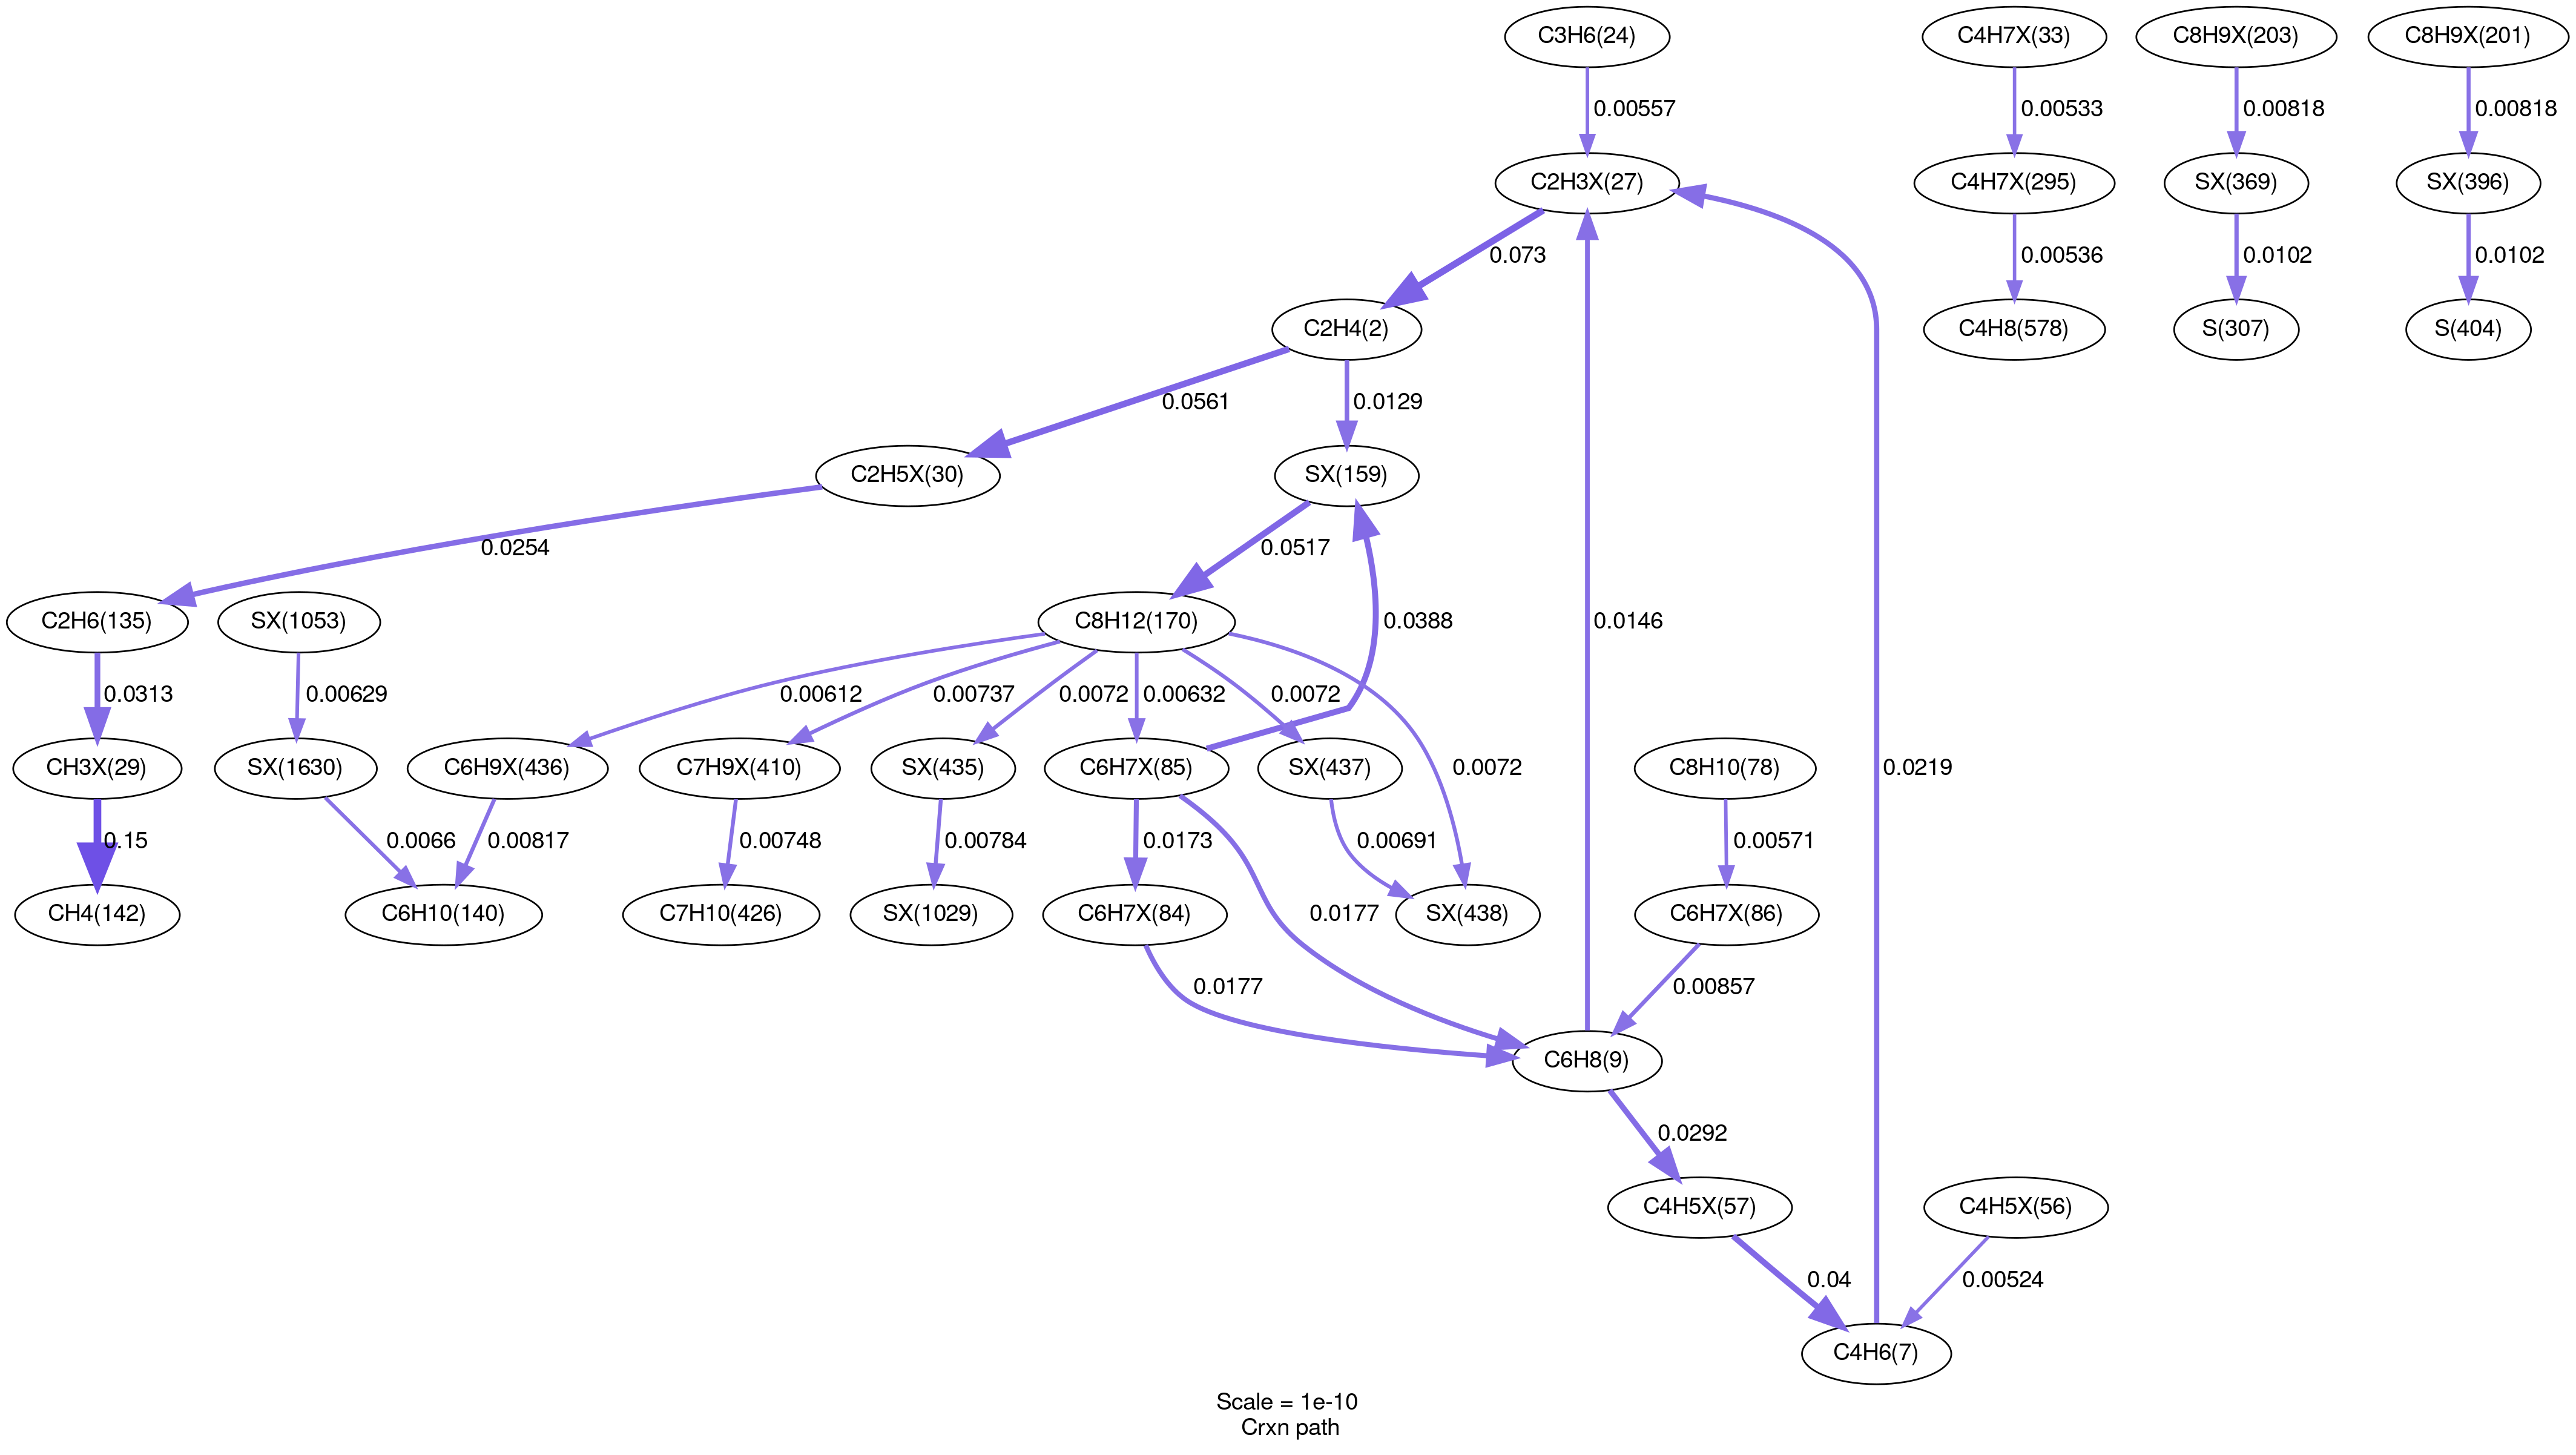 C3H6(24)
C4H7X(33)
C8H9X(203)
C8H9X(201)
0.00557
0.00533
0.00818
0.00818
C2H3X(27)
C4H7X(295)
SX(369)
SX(396)
0.073
0.00536
0.0102
0.0102
C2H4(2)
C4H8(578)
S(307)
S(404)
0.0561
0.0129
C2H5X(30)
SX(159)
0.0254
0.0517
C2H6(135)
SX(1053)
C8H12(170)
0.0388
0.0146
0.0313
0.00629
0.00612
0.00737
0.0072
0.00632
0.0072
CH3X(29)
SX(1630)
C6H9X(436)
C7H9X(410)
SX(435)
C6H7X(85)
SX(437)
0.0072
C8H10(78)
0.0219
0.15
0.0066
0.00817
0.00748
0.00784
0.0173
0.00691
0.00571
CH4(142)
C6H10(140)
C7H10(426)
SX(1029)
C6H7X(84)
0.0177
SX(438)
C6H7X(86)
0.0177
0.00857
C6H8(9)
0.0292
C4H5X(57)
C4H5X(56)
0.04
0.00524
C4H6(7)
Scale = 1e-10
Crxn path